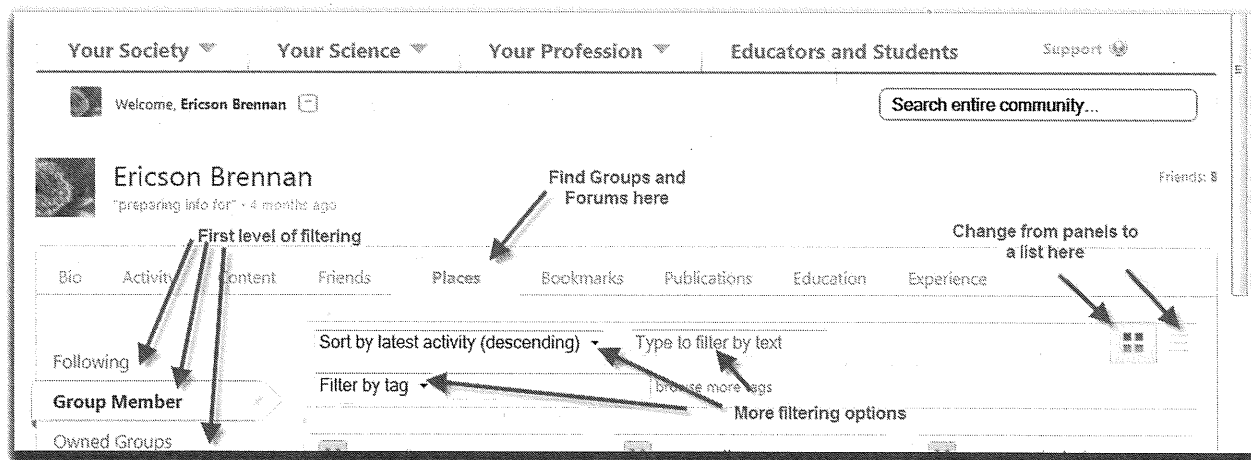 Your Society Your Science Your Profession Educators and Students Support
Welcome, Ericson Brennan
Search entire community...
Ericson Brennan
"preparing info for" • 4 months ago
Friends: 8
Find Groups and
Forums here
First level of filtering
Change from panels to
a list here
Bio Activity Content Friends Places Bookmarks Publications Education Experience
Sort by latest activity (descending) Type to filter by text
Filter by tag browse more tags
More filtering options
Following
Group Member
Owned Groups